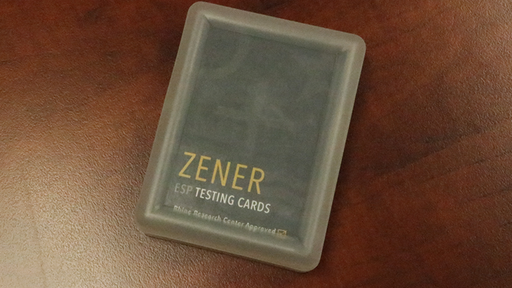 ZENER
ESP TESTING CARDS
Rhine Research Center Approved